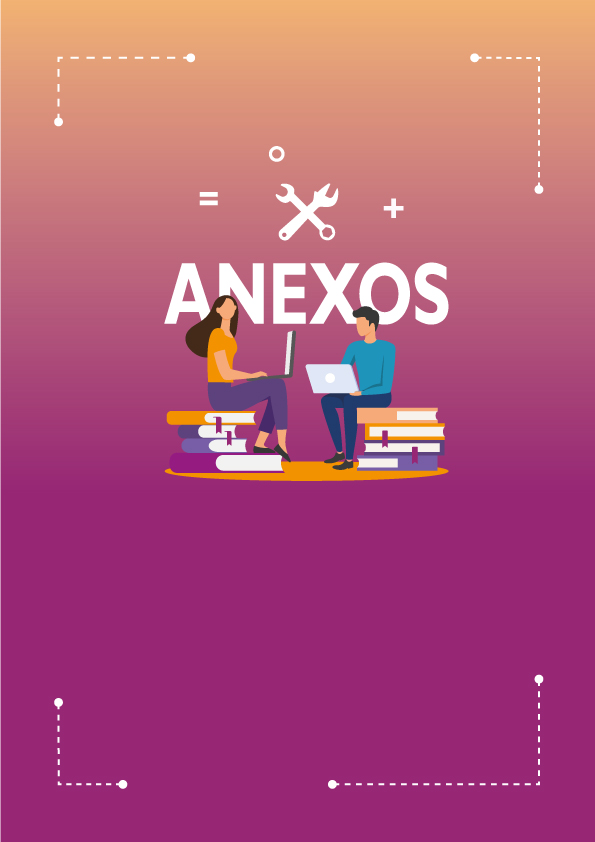 = +
ANEXOS